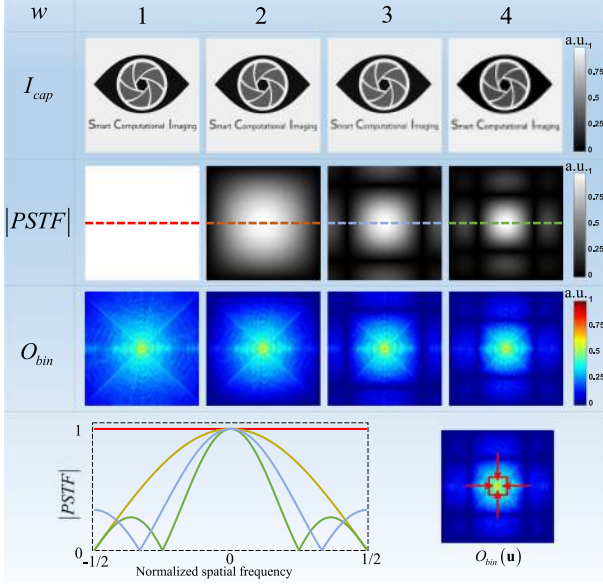 w 1 2 3 4
I_cap
Smart Computational Imaging Smart Computational Imaging Smart Computational Imaging Smart Computational Imaging
a.u.
1
0.75
0.5
0.25
0
|PSTF|
a.u.
1
0.75
0.5
0.25
0
O_bin
a.u.
1
0.75
0.5
0.25
0
|PSTF|
1
0
-1/2 0 1/2
Normalized spatial frequency
O_bin(u)